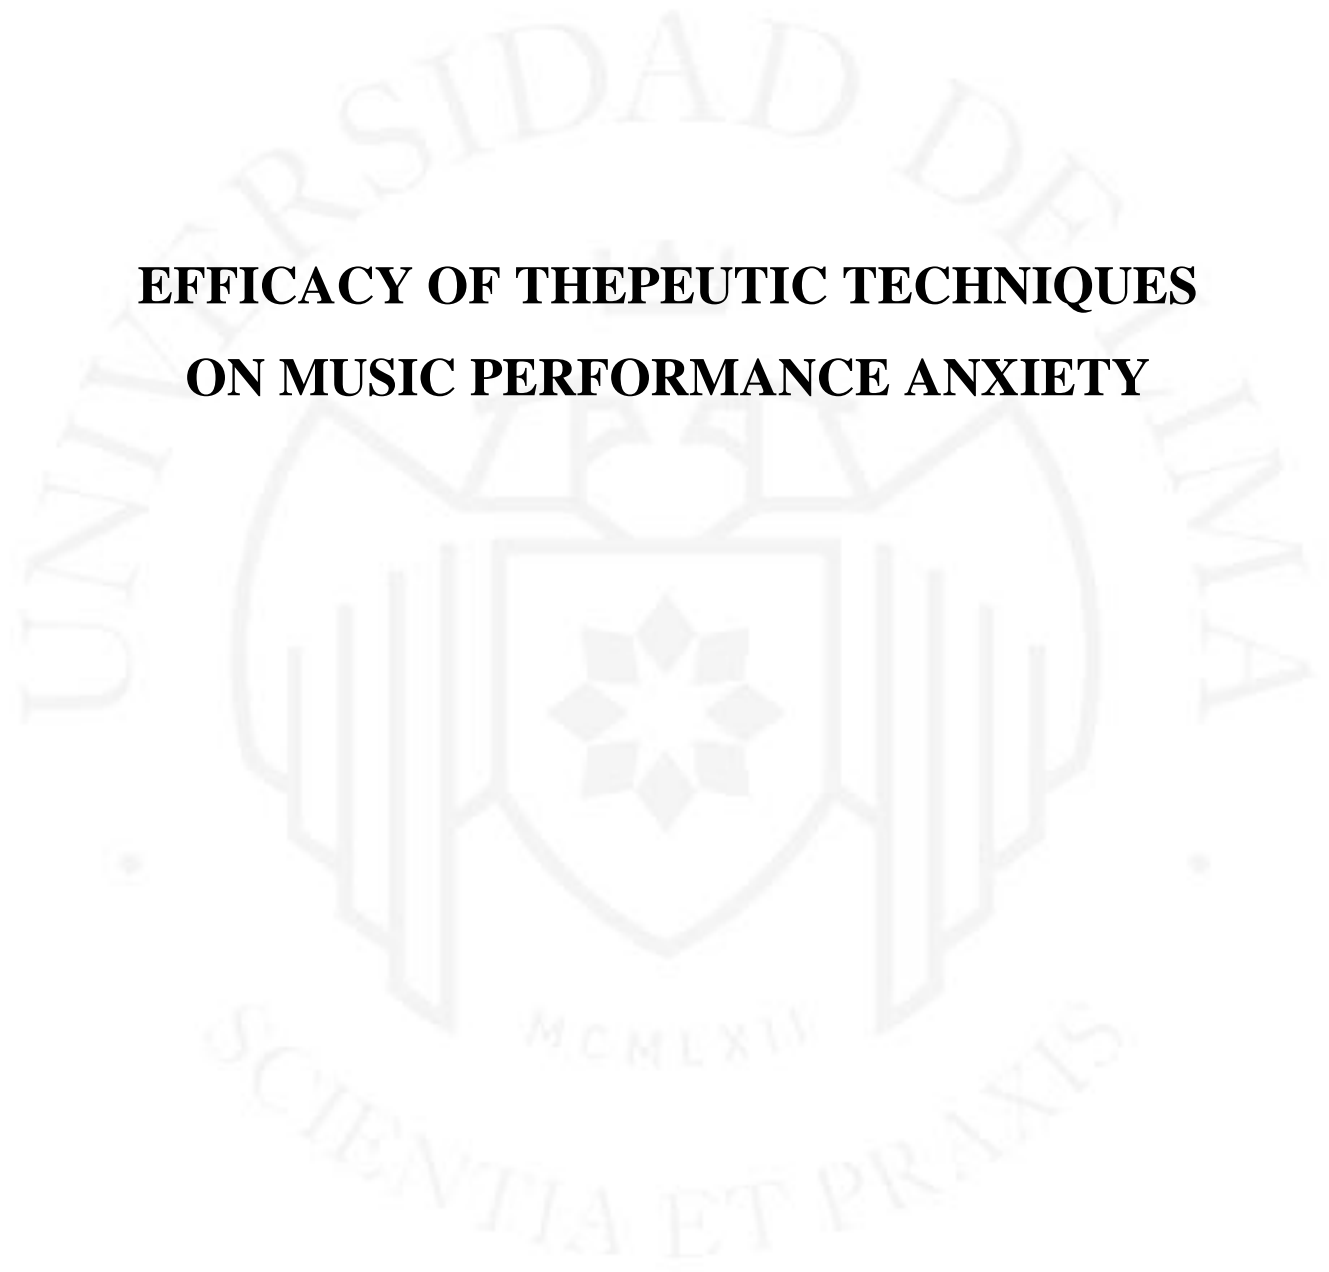 UNIVERSIDAD DE LIMA
EFFICACY OF THEPEUTIC TECHNIQUES
ON MUSIC PERFORMANCE ANXIETY
MCMLXII
SCIENTIA ET PRAXIS